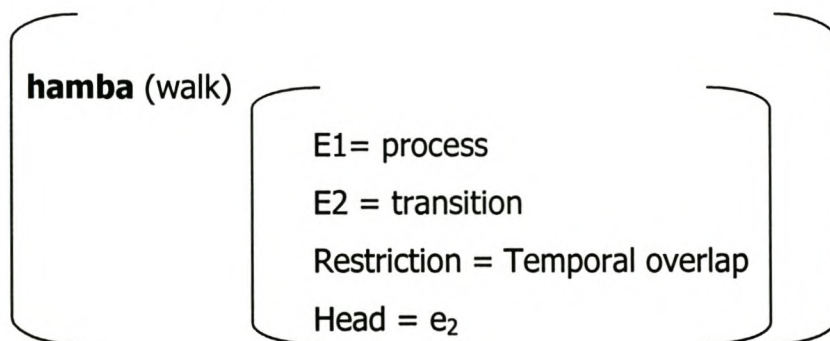 hamba (walk)
E1= process
E2 = transition
Restriction = Temporal overlap
Head = e₂